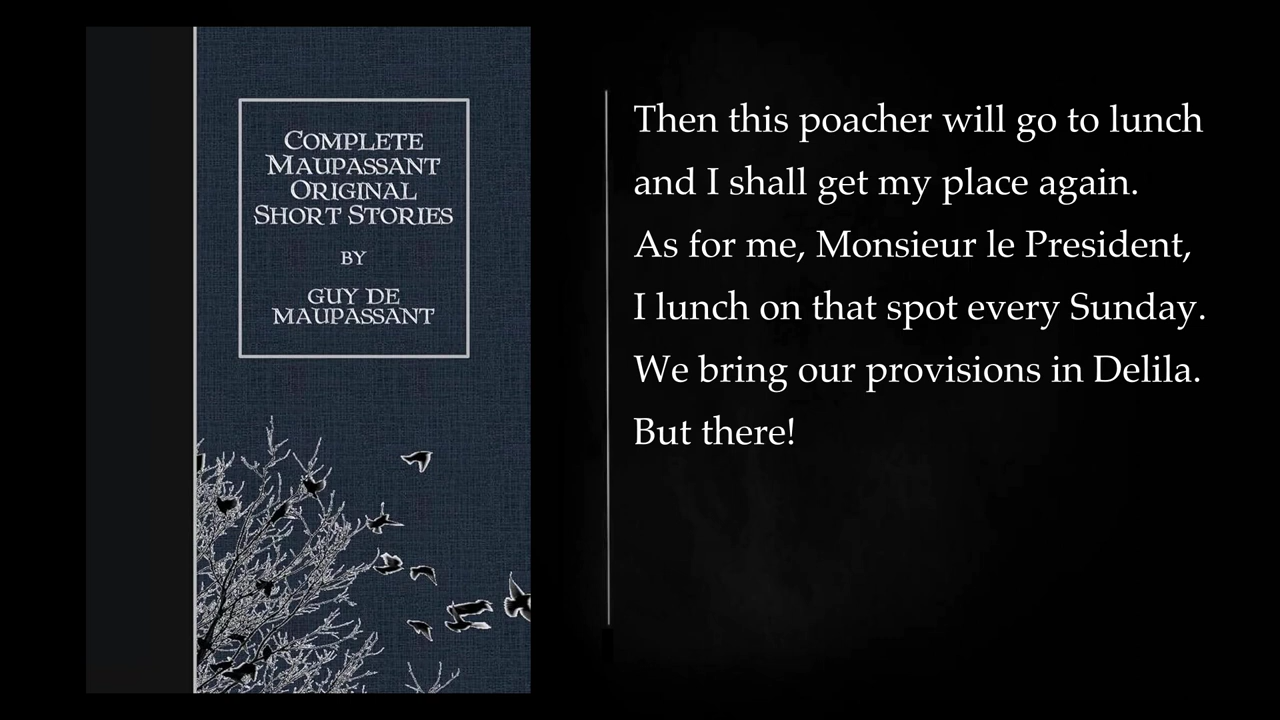 COMPLETE
MAUPASSANT
ORIGINAL
SHORT STORIES
BY
GUY DE
MAUPASSANT
Then this poacher will go to lunch
and I shall get my place again.
As for me, Monsieur le President,
I lunch on that spot every Sunday.
We bring our provisions in Delila.
But there!